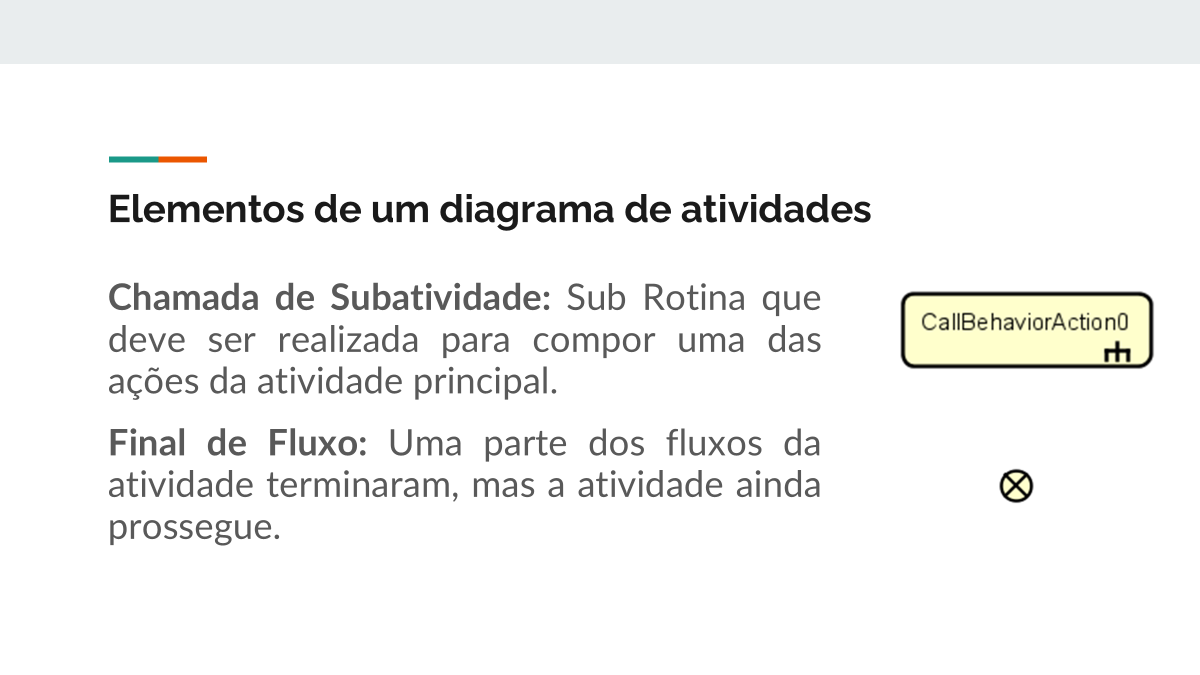 Elementos de um diagrama de atividades
Chamada de Subatividade: Sub Rotina que
deve ser realizada para compor uma das
ações da atividade principal.
CallBehaviorAction0
Final de Fluxo: Uma parte dos fluxos da
atividade terminaram, mas a atividade ainda
prossegue.